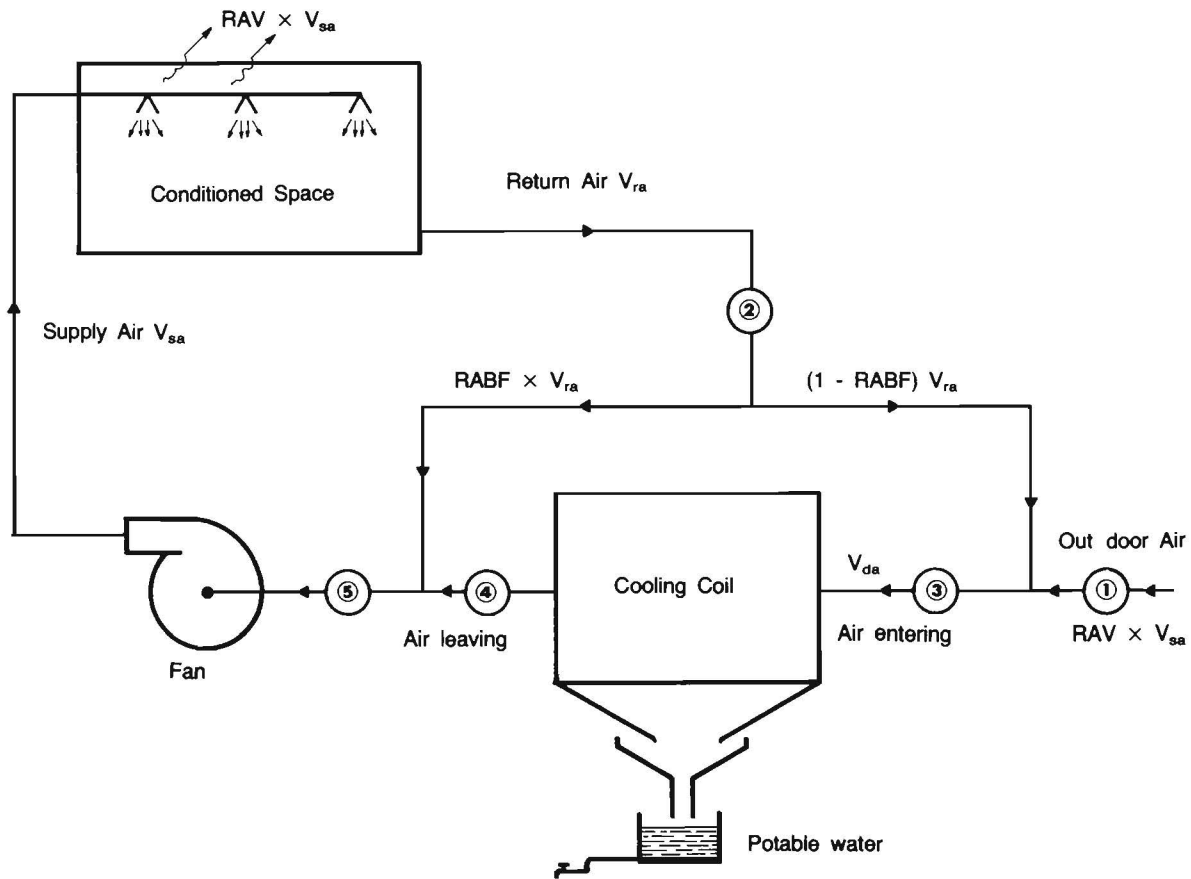 RAV × Vsa
Conditioned Space
Return Air Vra
②
Supply Air Vsa
RABF × Vra
(1 - RABF) Vra
Out door Air
Vda
Cooling Coil
⑤
④
③
①
Air leaving
Air entering
RAV × Vsa
Fan
Potable water